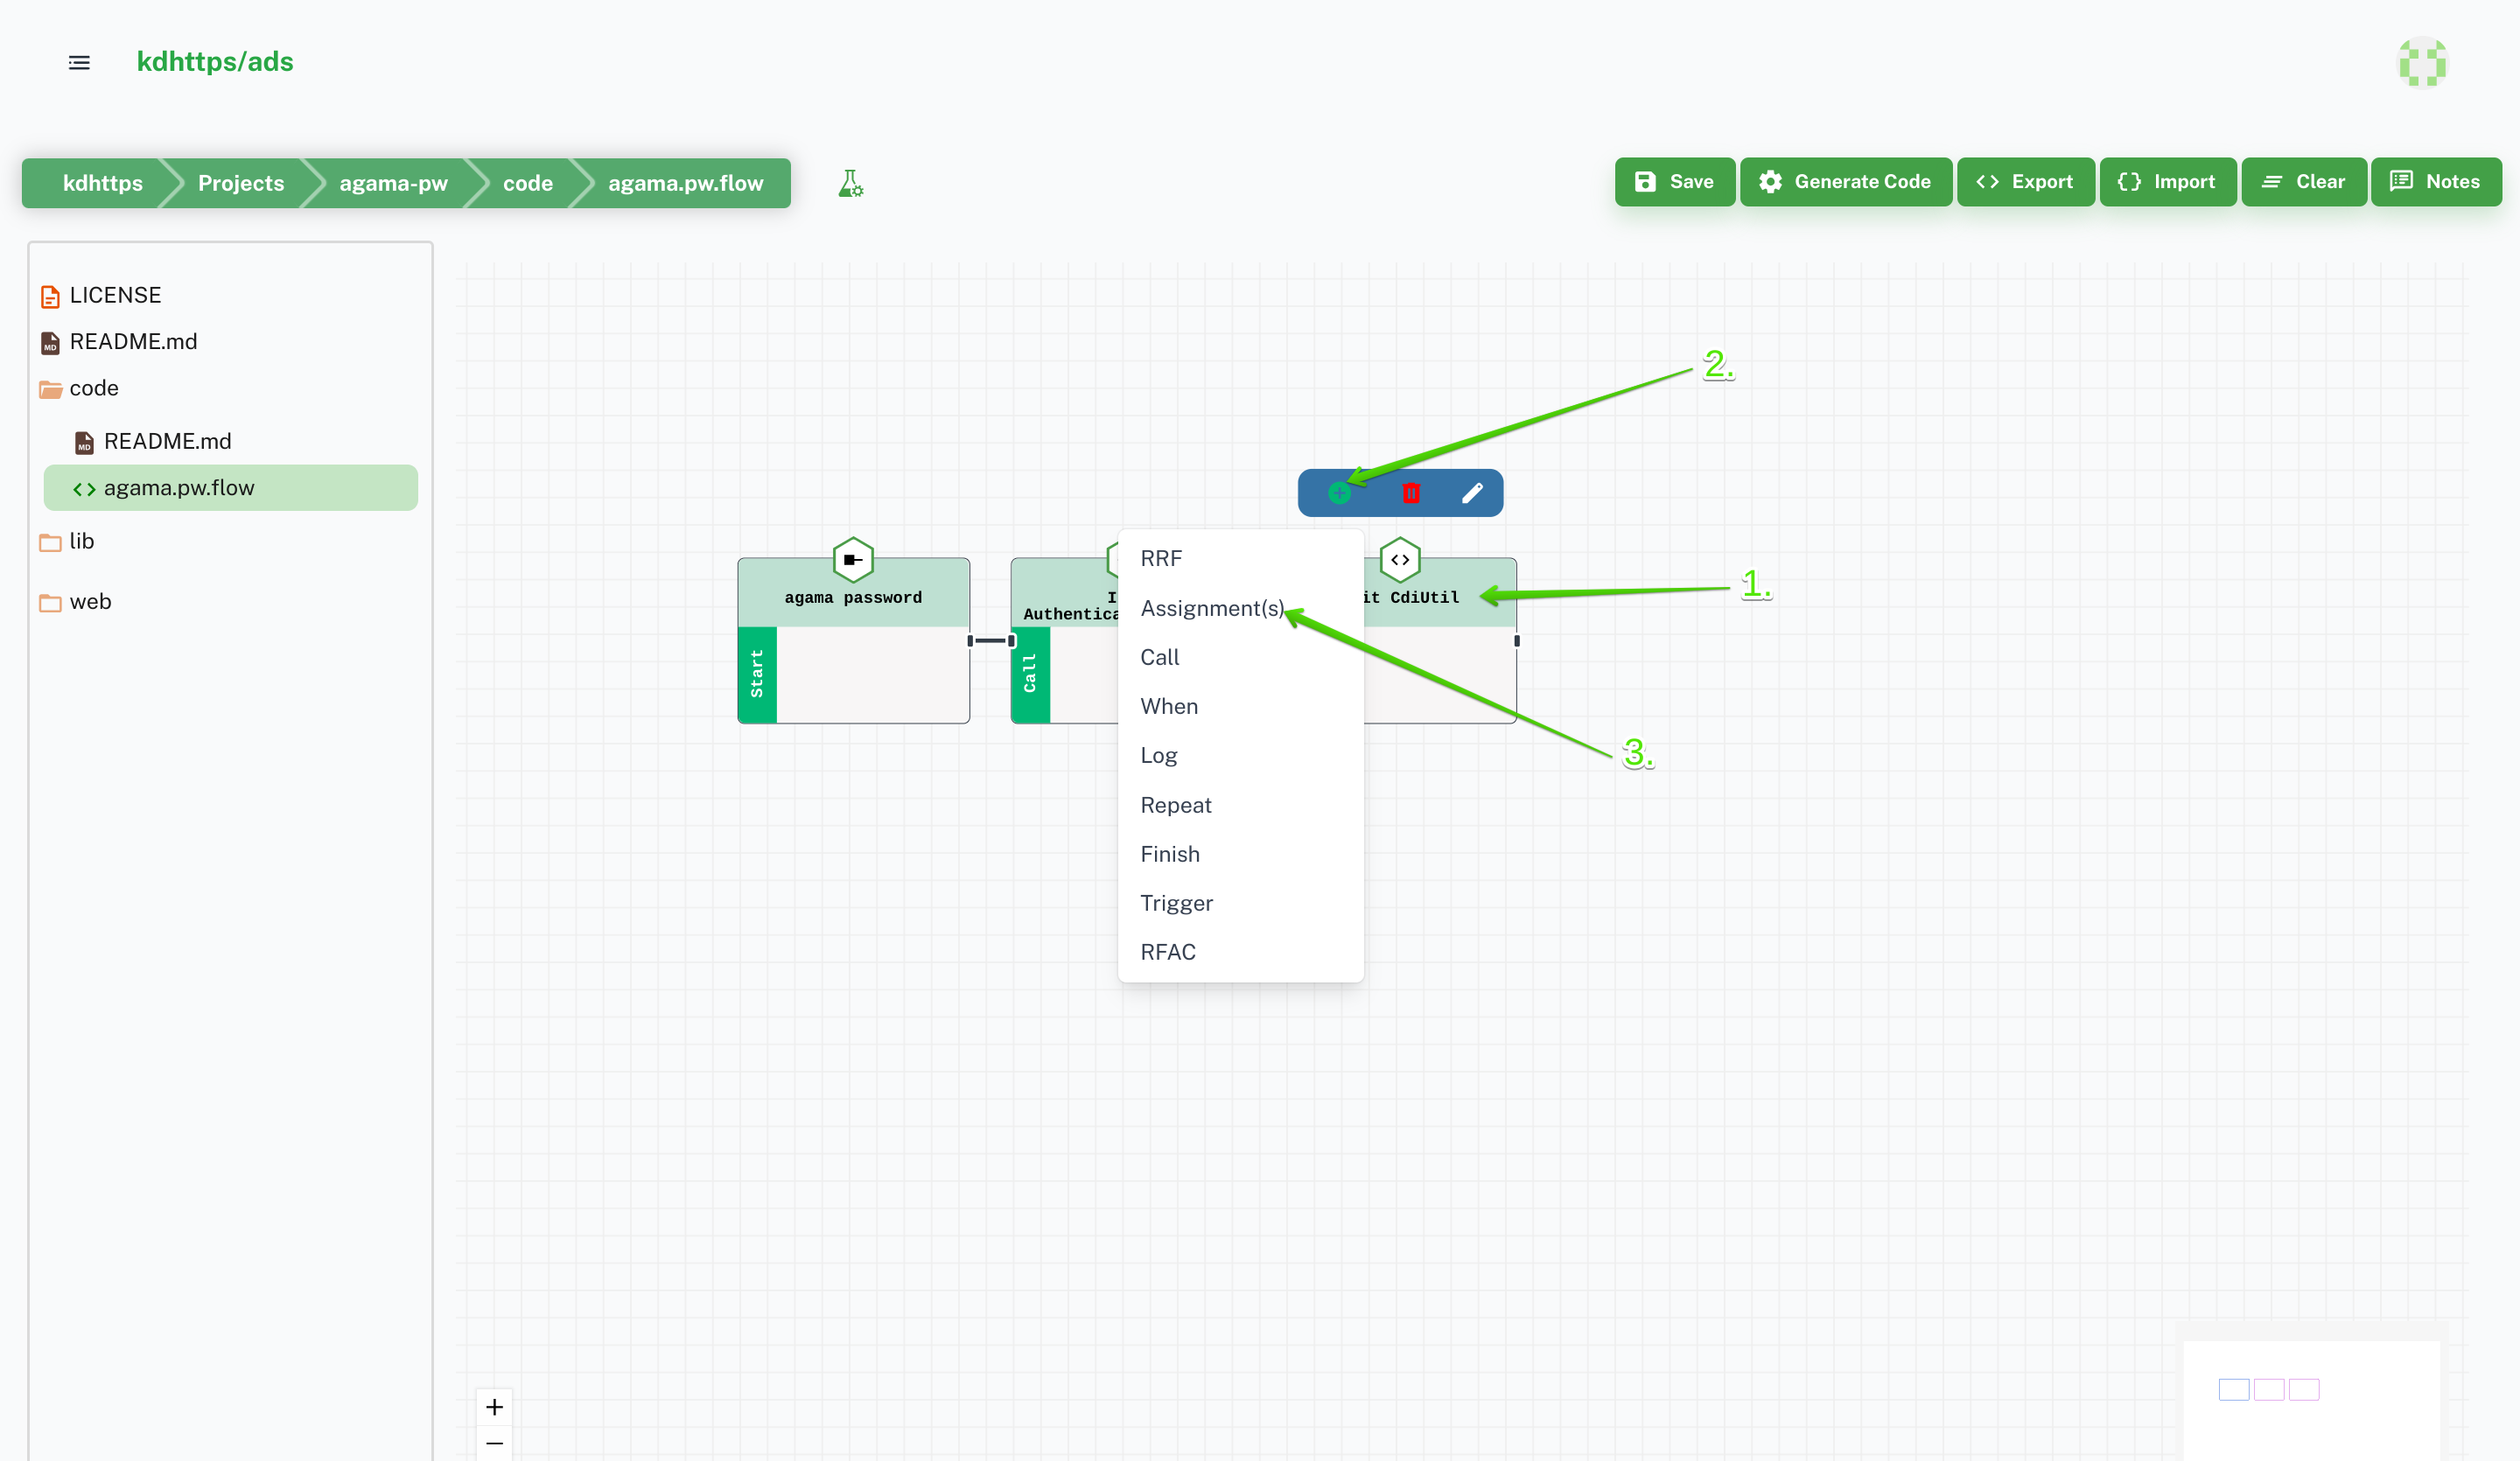 kdhttps/ads
kdhttps Projects agama-pw code agama.pw.flow
Save Generate Code Export Import Clear Notes
LICENSE
README.md
code
README.md
agama.pw.flow
lib
web
2.
1.
3.
agama password
Start
Authentica
Call
it CdiUtil
RRF
Assignment(s)
Call
When
Log
Repeat
Finish
Trigger
RFAC